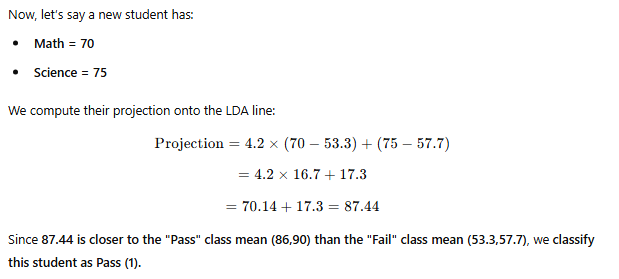 Now, let's say a new student has:
• Math = 70
• Science = 75
We compute their projection onto the LDA line:
Projection = 4.2 × (70 − 53.3) + (75 − 57.7)
= 4.2 × 16.7 + 17.3
= 70.14 + 17.3 = 87.44
Since 87.44 is closer to the "Pass" class mean (86,90) than the "Fail" class mean (53.3,57.7), we classify
this student as Pass (1).